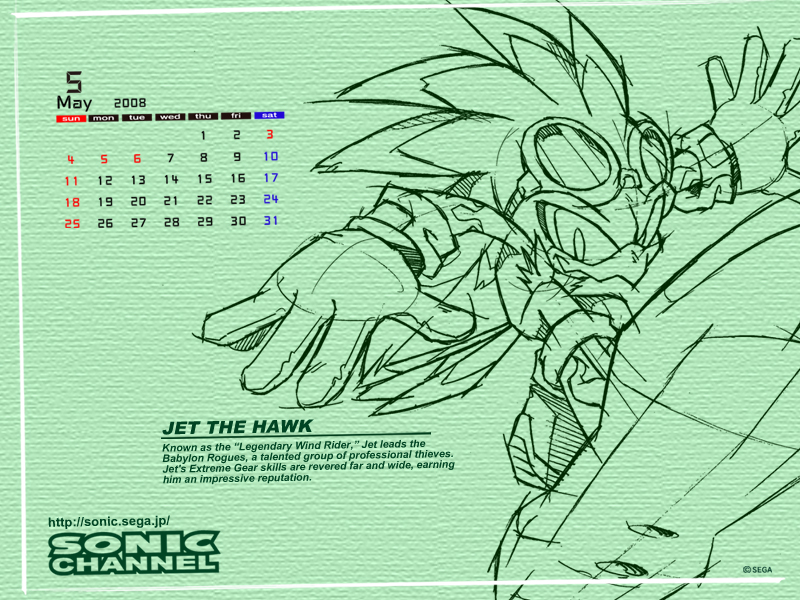 5
May 2008
sun mon tue wed thu fri sat
1 2 3
4 5 6 7 8 9 10
11 12 13 14 15 16 17
18 19 20 21 22 23 24
25 26 27 28 29 30 31
JET THE HAWK
Known as the “Legendary Wind Rider,” Jet leads the
Babylon Rogues, a talented group of professional thieves.
Jet's Extreme Gear skills are revered far and wide, earning
him an impressive reputation.
http://sonic.sega.jp/
SONIC
CHANNEL
©SEGA